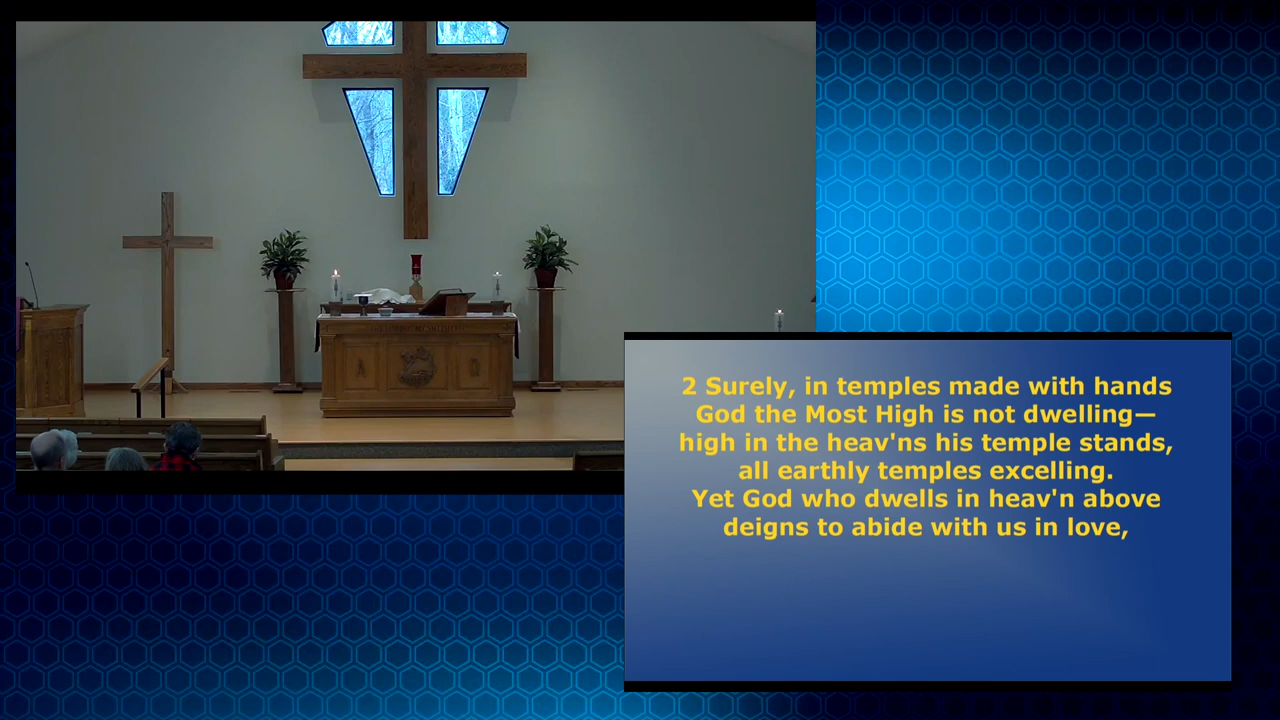 2 Surely, in temples made with hands
God the Most High is not dwelling—
high in the heav'ns his temple stands,
all earthly temples excelling.
Yet God who dwells in heav'n above
deigns to abide with us in love,